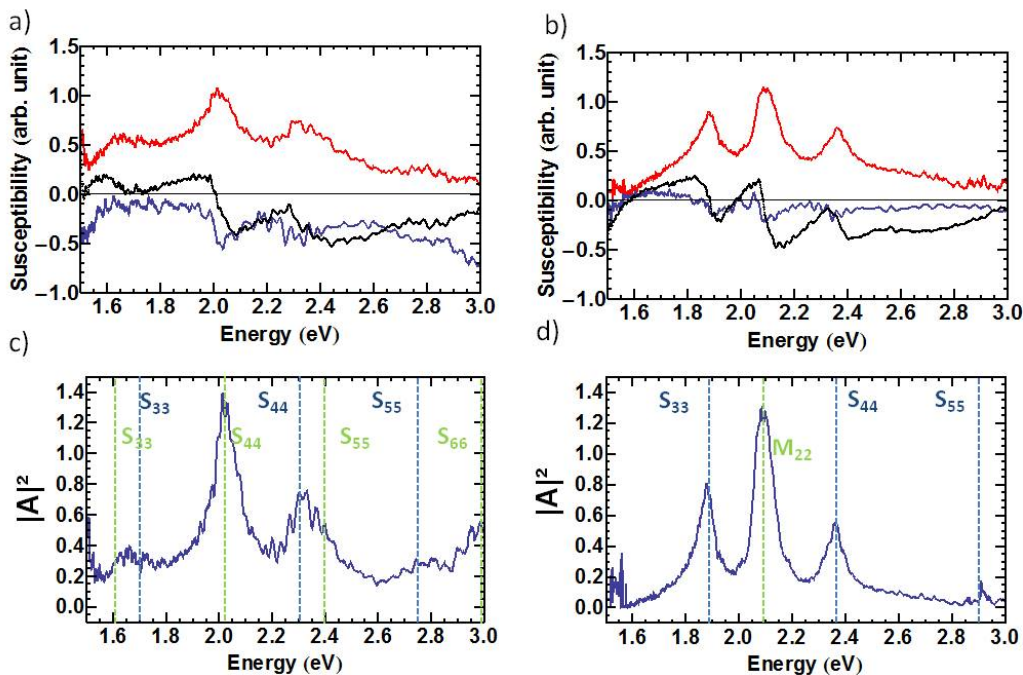 a)
b)
Susceptibility (arb. unit)
1.5
1.0
0.5
0.0
−0.5
−1.0
1.6 1.8 2.0 2.2 2.4 2.6 2.8 3.0
Energy (eV)
Susceptibility (arb. unit)
1.5
1.0
0.5
0.0
−0.5
−1.0
1.6 1.8 2.0 2.2 2.4 2.6 2.8 3.0
Energy (eV)
c)
d)
|A|²
1.4
1.2
1.0
0.8
0.6
0.4
0.2
0.0
S₃₃ S₄₄ S₅₅
S₃₃ S₄₄ S₅₅ S₆₆
1.6 1.8 2.0 2.2 2.4 2.6 2.8 3.0
Energy (eV)
|A|²
1.4
1.2
1.0
0.8
0.6
0.4
0.2
0.0
S₃₃ S₄₄ S₅₅
M₂₂
1.6 1.8 2.0 2.2 2.4 2.6 2.8 3.0
Energy (eV)